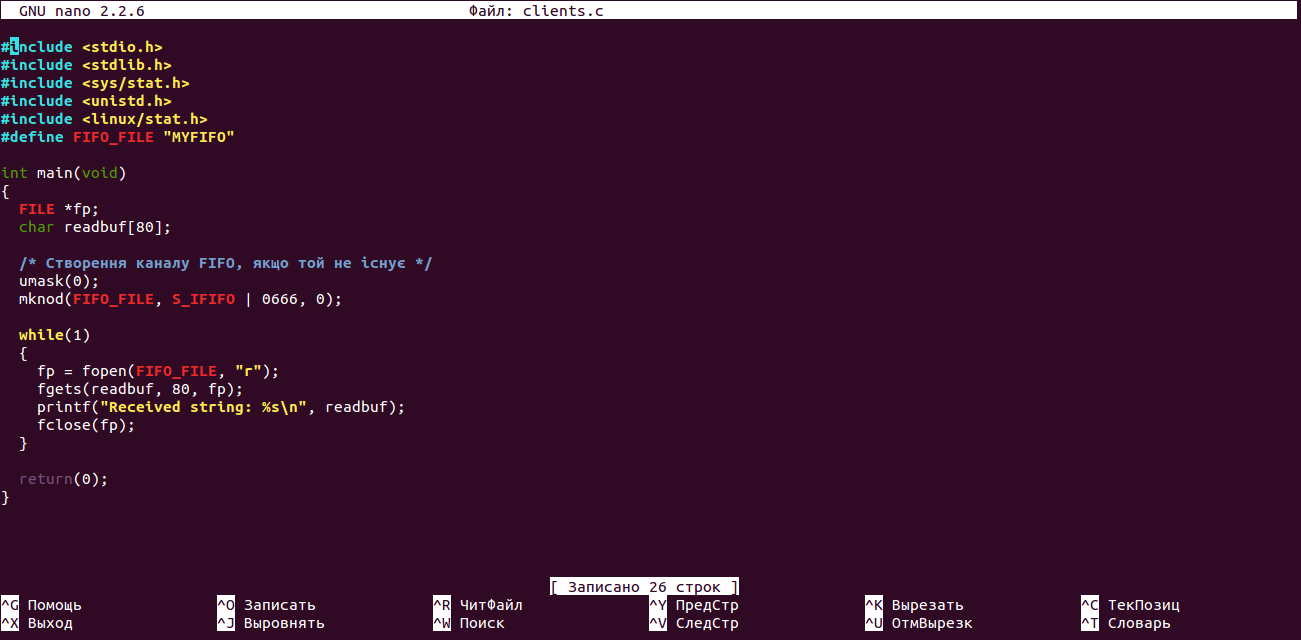 GNU nano 2.2.6 Файл: clients.c
#include <stdio.h>
#include <stdlib.h>
#include <sys/stat.h>
#include <unistd.h>
#include <linux/stat.h>
#define FIFO_FILE "MYFIFO"
int main(void)
{
FILE *fp;
char readbuf[80];
/* Створення каналу FIFO, якщо той не існує */
umask(0);
mknod(FIFO_FILE, S_IFIFO | 0666, 0);
while(1)
{
fp = fopen(FIFO_FILE, "r");
fgets(readbuf, 80, fp);
printf("Received string: %s\n", readbuf);
fclose(fp);
}
return(0);
}
[ Записано 26 строк ]
^G Помощь ^O Записать ^R ЧитФайл ^Y ПредСтр ^K Вырезать ^C ТекПозиц
^X Выход ^J Выровнять ^W Поиск ^V СледСтр ^U ОтмВырезк ^T Словарь